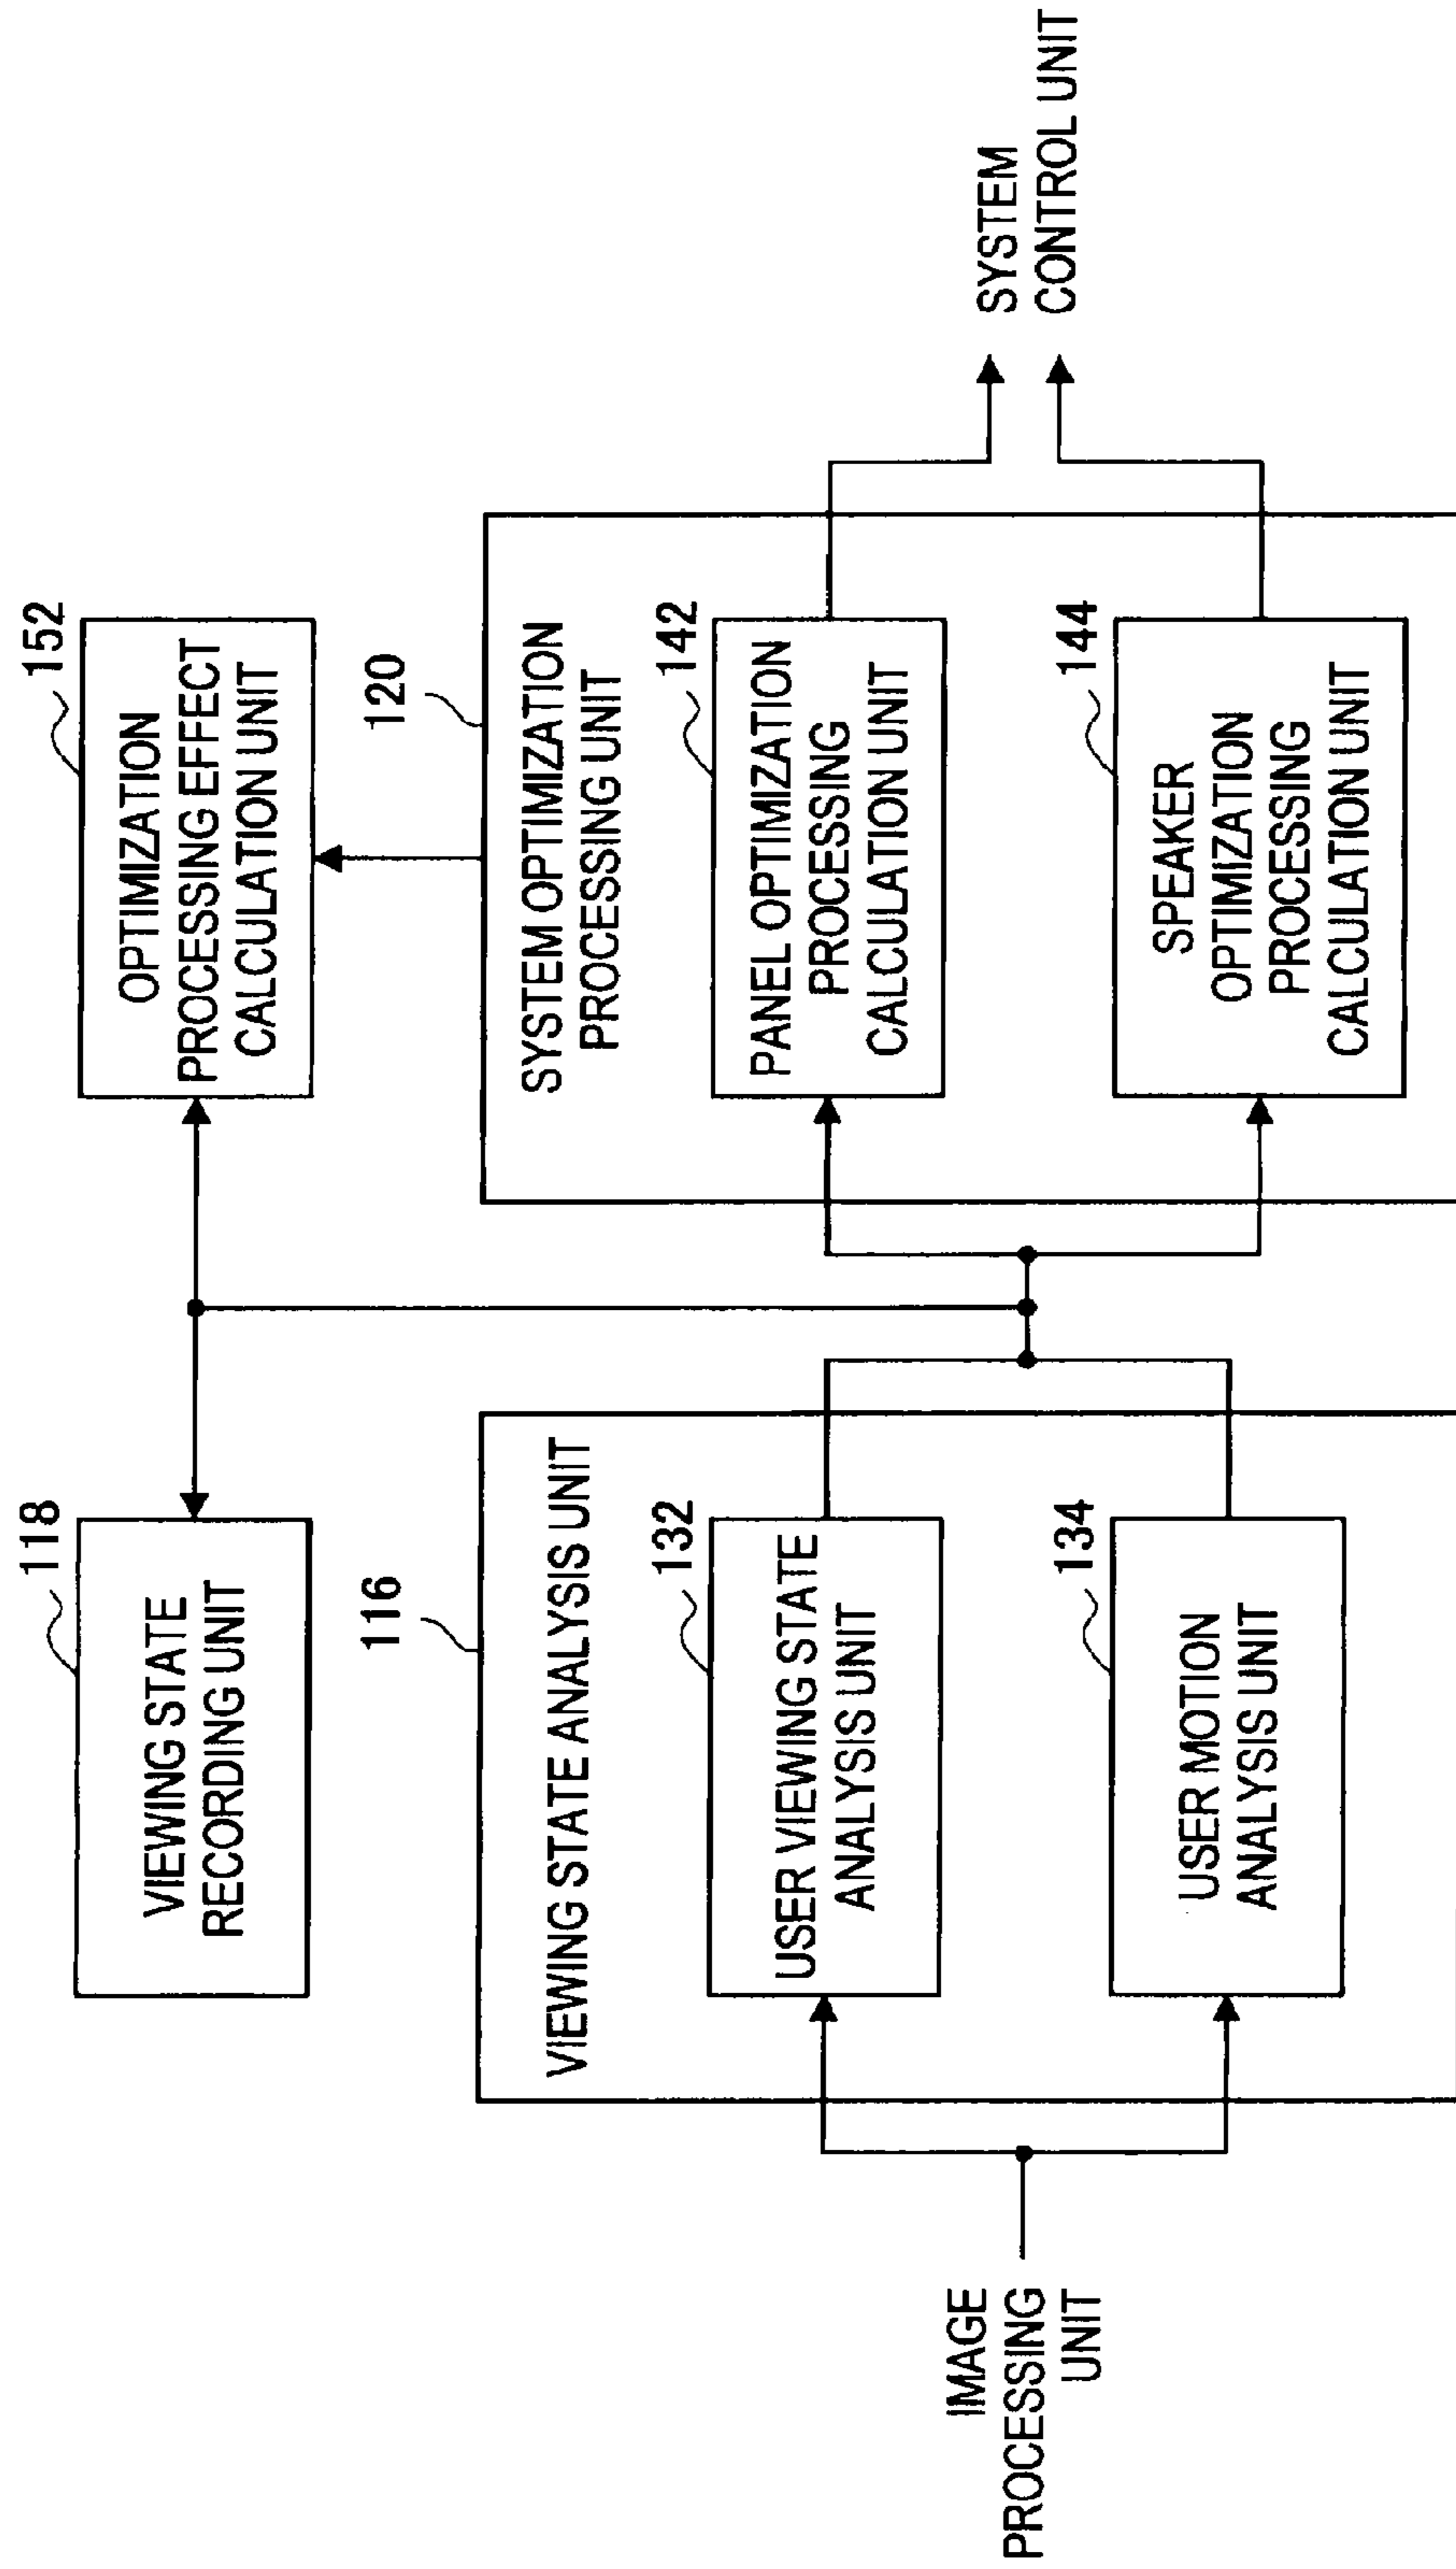 118
VIEWING STATE
RECORDING UNIT
152
OPTIMIZATION
PROCESSING EFFECT
CALCULATION UNIT
116
VIEWING STATE ANALYSIS UNIT
132
USER VIEWING STATE
ANALYSIS UNIT
134
USER MOTION
ANALYSIS UNIT
120
SYSTEM OPTIMIZATION
PROCESSING UNIT
142
PANEL OPTIMIZATION
PROCESSING
CALCULATION UNIT
144
SPEAKER
OPTIMIZATION
PROCESSING
CALCULATION UNIT
IMAGE
PROCESSING
UNIT
SYSTEM
CONTROL UNIT